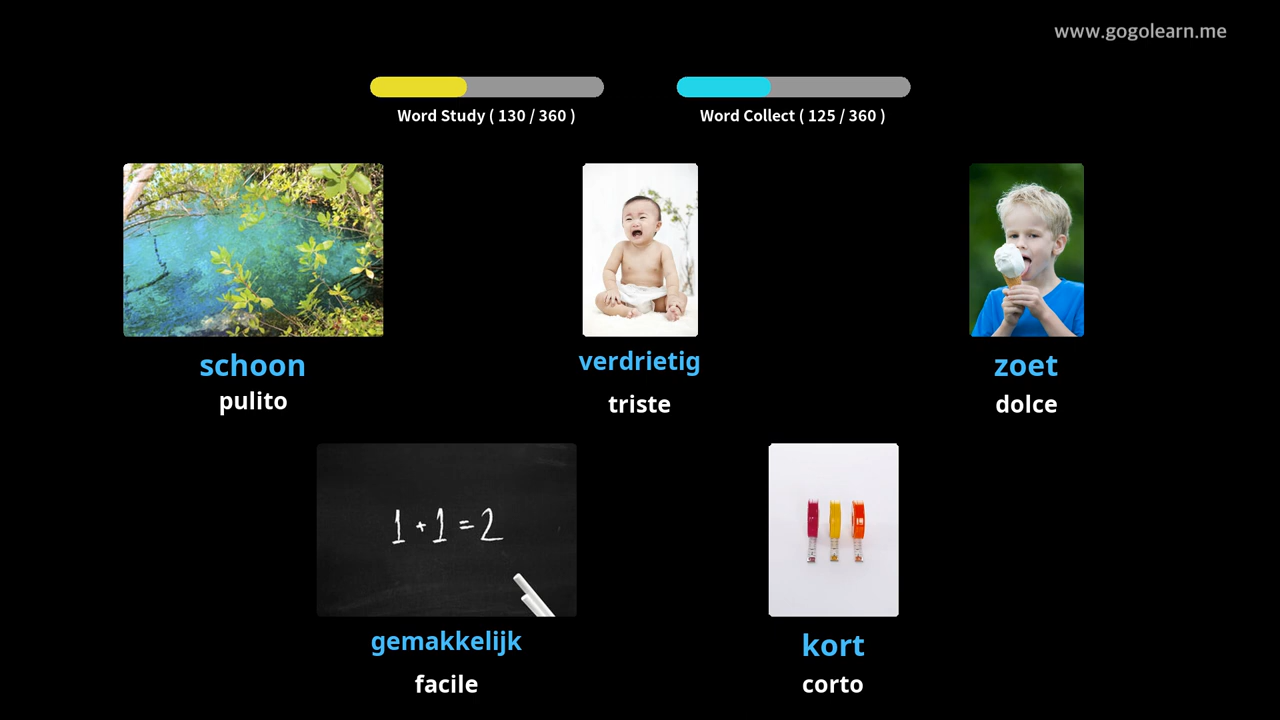 www.gogolearn.me
Word Study ( 130 / 360 )
Word Collect ( 125 / 360 )
schoon
pulito
verdrietig
triste
zoet
dolce
1 + 1 = 2
gemakkelijk
facile
kort
corto